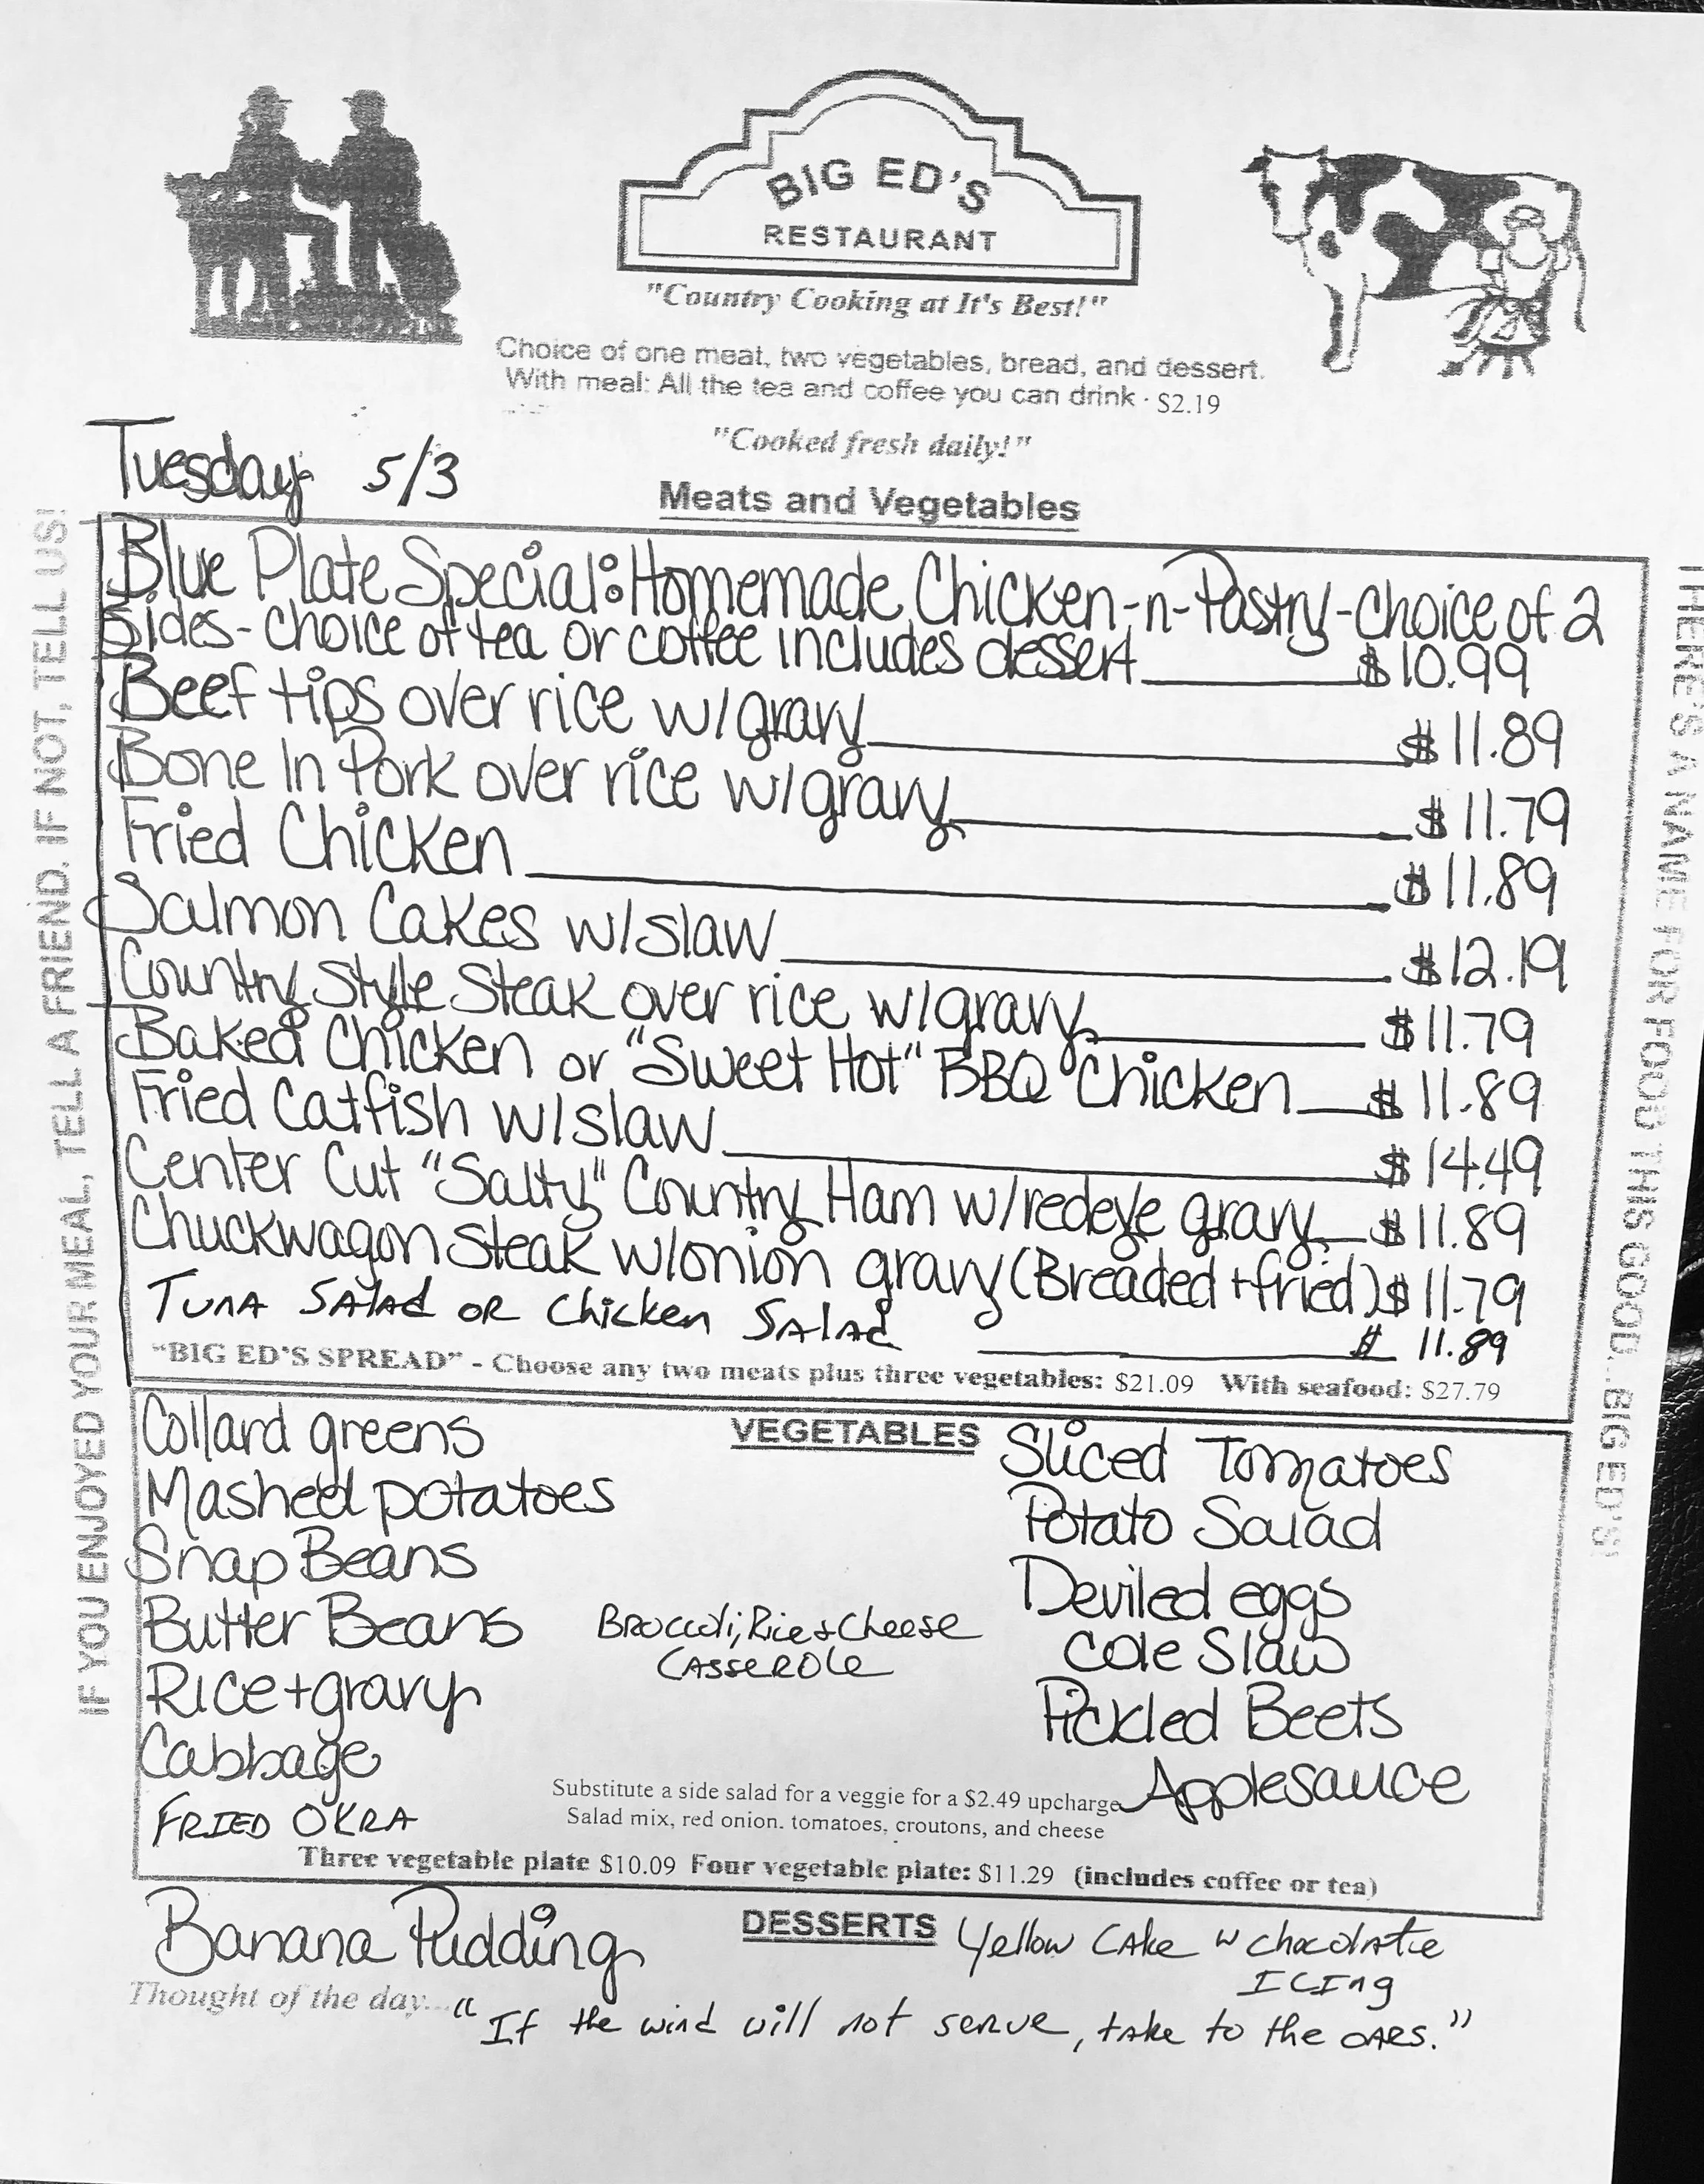 BIG ED'S
RESTAURANT
"Country Cooking at It's Best!"
Choice of one meat, two vegetables, bread, and dessert.
With meal: All the tea and coffee you can drink · $2.19
"Cooked fresh daily!"
Tuesday 5/3
Meats and Vegetables
Blue Plate Special: Homemade Chicken-n-Pastry-choice of 2
Sides-choice of tea or coffee includes dessert $10.99
Beef tips over rice w/gravy $11.89
Bone In Pork over rice w/gravy $11.79
Fried Chicken $11.89
Salmon Cakes w/slaw $12.19
Country Style Steak over rice w/gravy $11.79
Baked Chicken or "Sweet Hot" BBQ Chicken $11.89
Fried Catfish w/slaw $14.49
Center Cut "Salty" Country Ham w/redeye gravy $11.89
Chuckwagon Steak w/onion gravy (Breaded + fried) $11.79
Tuna Salad or Chicken Salad $11.89
"BIG ED'S SPREAD" - Choose any two meats plus three vegetables: $21.09 With seafood: $27.79
VEGETABLES
Collard greens
Mashed potatoes
Snap Beans
Butter Beans
Rice + gravy
Cabbage
FRIED OKRA
Broccoli, Rice + Cheese
Casserole
Sliced Tomatoes
Potato Salad
Deviled eggs
Cole Slaw
Pickled Beets
Applesauce
Substitute a side salad for a veggie for a $2.49 upcharge
Salad mix, red onion. tomatoes, croutons, and cheese
Three vegetable plate $10.09 Four vegetable plate: $11.29 (includes coffee or tea)
DESSERTS
Banana Pudding
Yellow Cake w chocolate
Icing
Thought of the day... "If the wind will not serve, take to the oars."
IF YOU ENJOYED YOUR MEAL, TELL A FRIEND. IF NOT, TELL US!
THERE'S A NAME FOR FOOD THIS GOOD...BIG ED'S!